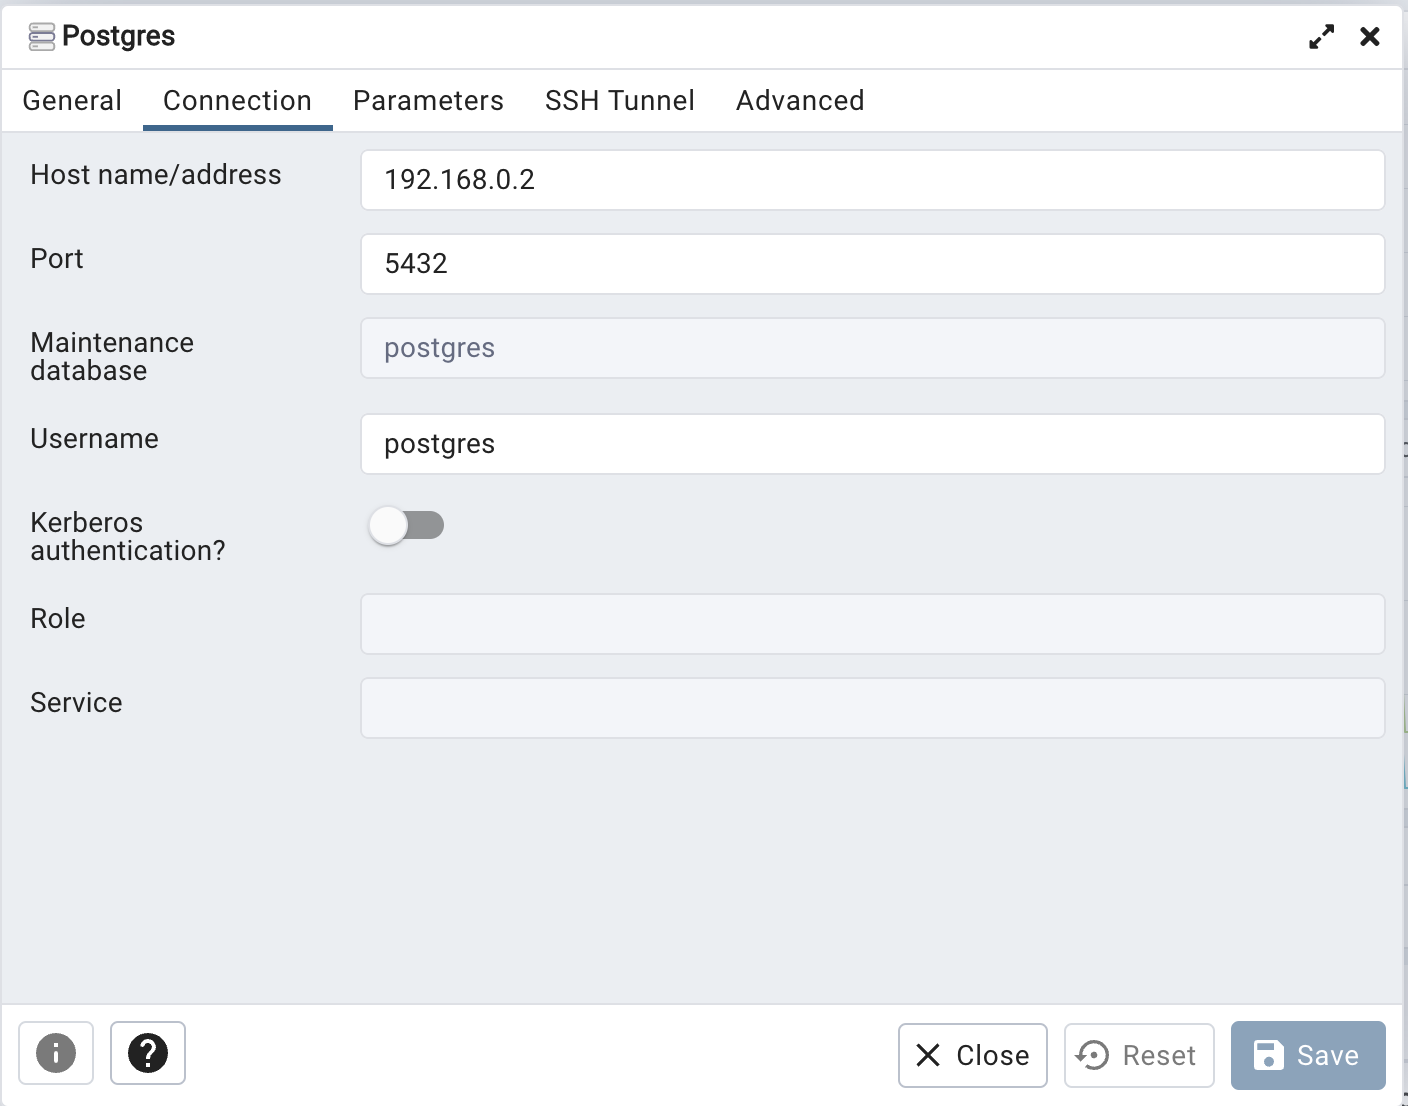 Postgres
General Connection Parameters SSH Tunnel Advanced
Host name/address
192.168.0.2
Port
5432
Maintenance
database
postgres
Username
postgres
Kerberos
authentication?
Role
Service
Close Reset Save